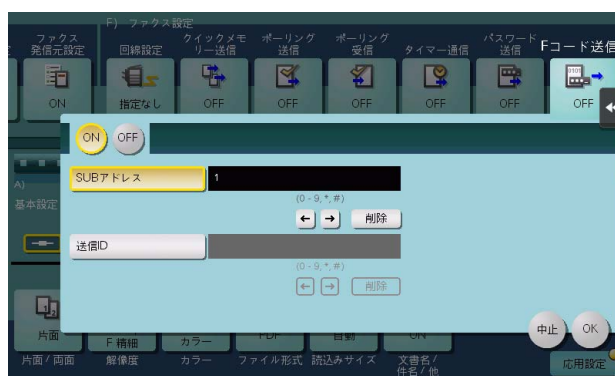 F) ファクス設定
ファクス
発信元設定
回線設定
クイックメモ
リー送信
ポーリング
送信
ポーリング
受信
タイマー通信
パスワード
送信
Fコード送信
ON
指定なし
OFF
OFF
OFF
OFF
OFF
OFF
ON
OFF
A)
基本設定
SUBアドレス
1
(0 - 9, *, #)
←
→
削除
送信ID
(0 - 9, *, #)
←
→
削除
中止
OK
片面
F 精細
カラー
PDF
自動
ON
片面 / 両面
解像度
カラー
ファイル形式
読込みサイズ
文書名 /
件名 / 他
応用設定